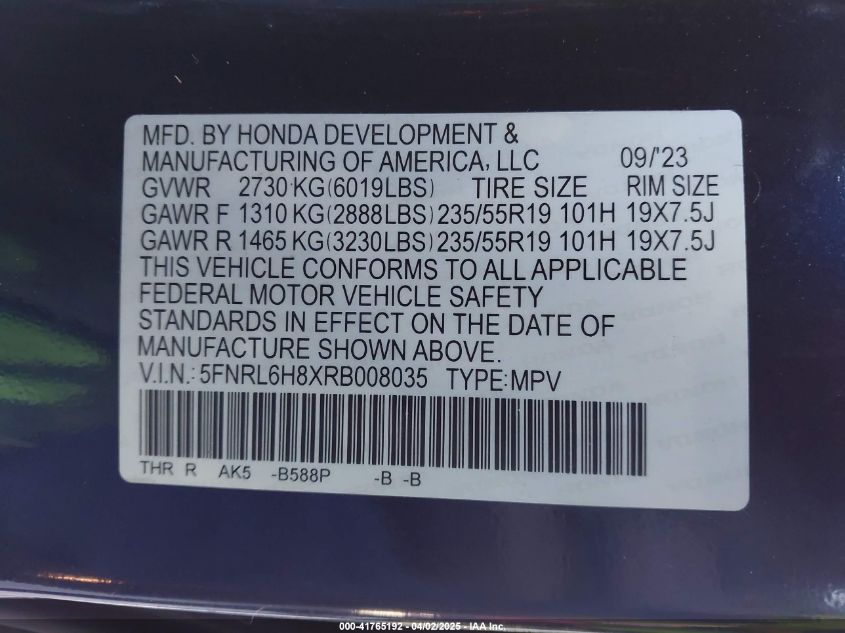 MFD. BY HONDA DEVELOPMENT &
MANUFACTURING OF AMERICA, LLC 09/'23
GVWR 2730 KG(6019LBS) TIRE SIZE RIM SIZE
GAWR F 1310 KG(2888LBS) 235/55R19 101H 19X7.5J
GAWR R 1465 KG(3230LBS) 235/55R19 101H 19X7.5J
THIS VEHICLE CONFORMS TO ALL APPLICABLE
FEDERAL MOTOR VEHICLE SAFETY
STANDARDS IN EFFECT ON THE DATE OF
MANUFACTURE SHOWN ABOVE.
V.I.N.: 5FNRL6H8XRB008035 TYPE:MPV
THR R AK5 -B588P -B -B
000-41765192 - 04/02/2025 - IAA Inc.